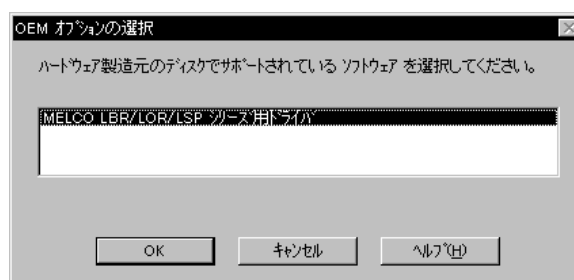 OEM ｵﾌﾟｼｮﾝの選択
ﾊｰﾄﾞｳｪｱ製造元のﾃﾞｨｽｸでｻﾎﾟｰﾄされている ｿﾌﾄｳｪｱ を選択してください。
MELCO LBR/LOR/LSP ｼﾘｰｽﾞ用ﾄﾞﾗｲﾊﾞ
OK ｷｬﾝｾﾙ ﾍﾙﾌﾟ(H)